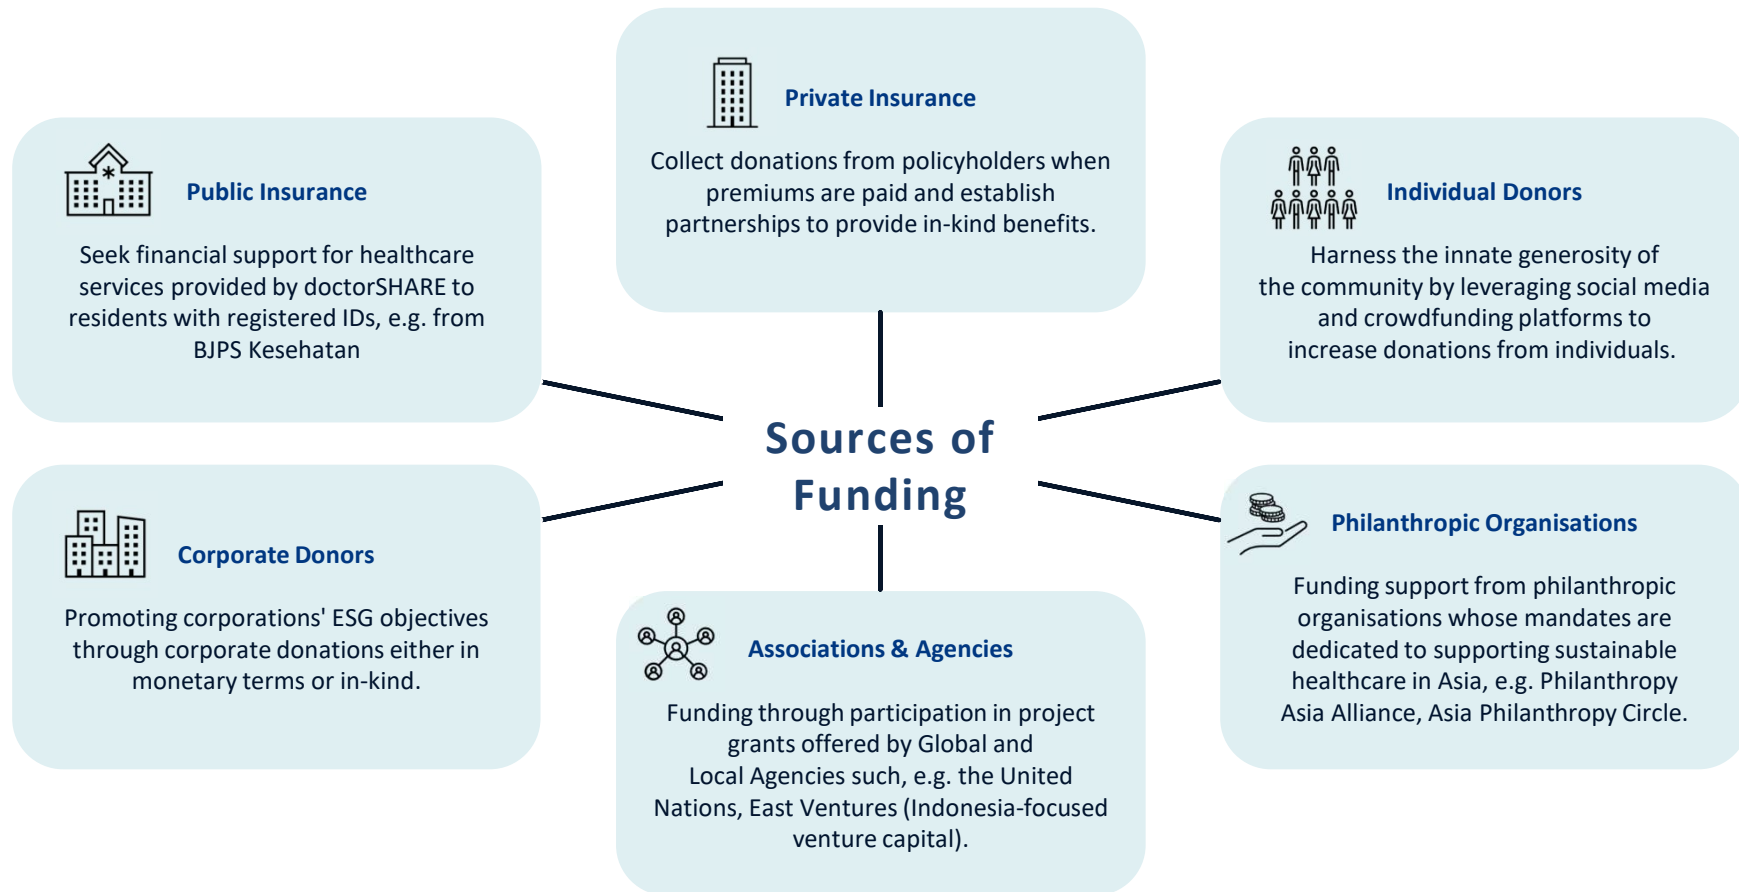 Private Insurance
Collect donations from policyholders when
premiums are paid and establish
partnerships to provide in-kind benefits.
Public Insurance
Seek financial support for healthcare
services provided by doctorSHARE to
residents with registered IDs, e.g. from
BJPS Kesehatan
Individual Donors
Harness the innate generosity of
the community by leveraging social media
and crowdfunding platforms to
increase donations from individuals.
Sources of
Funding
Corporate Donors
Promoting corporations' ESG objectives
through corporate donations either in
monetary terms or in-kind.
Associations & Agencies
Funding through participation in project
grants offered by Global and
Local Agencies such, e.g. the United
Nations, East Ventures (Indonesia-focused
venture capital).
Philanthropic Organisations
Funding support from philanthropic
organisations whose mandates are
dedicated to supporting sustainable
healthcare in Asia, e.g. Philanthropy
Asia Alliance, Asia Philanthropy Circle.